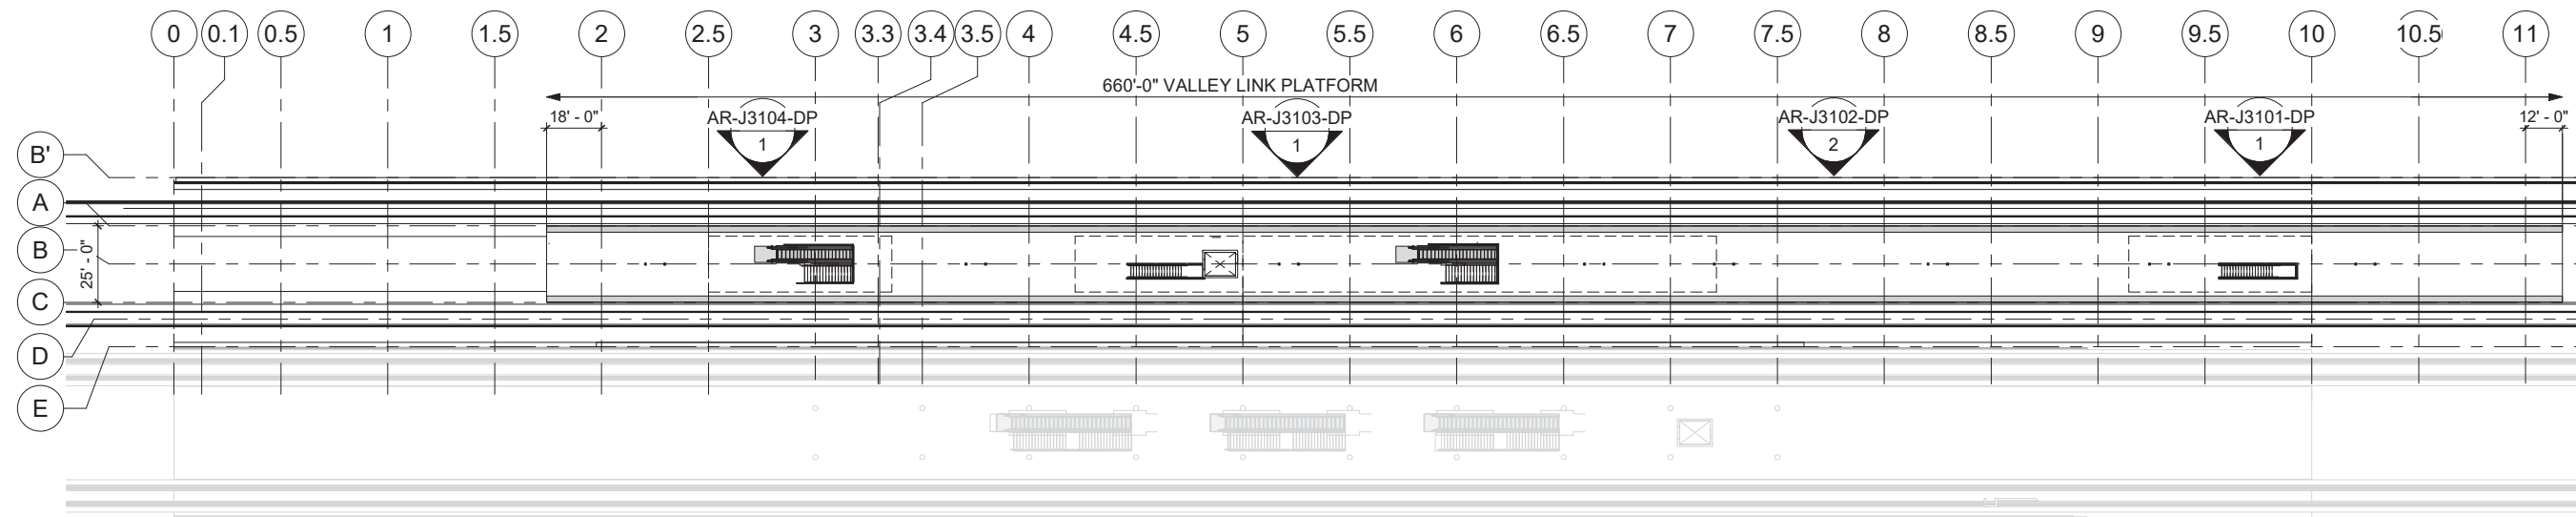 0 0.1 0.5 1 1.5 2 2.5 3 3.3 3.4 3.5 4 4.5 5 5.5 6 6.5 7 7.5 8 8.5 9 9.5 10 10.5 11
660'-0" VALLEY LINK PLATFORM
18' - 0" AR-J3104-DP AR-J3103-DP AR-J3102-DP AR-J3101-DP 12' - 0"
1 1 2 1
B'
A
B
25' - 0"
C
D
E